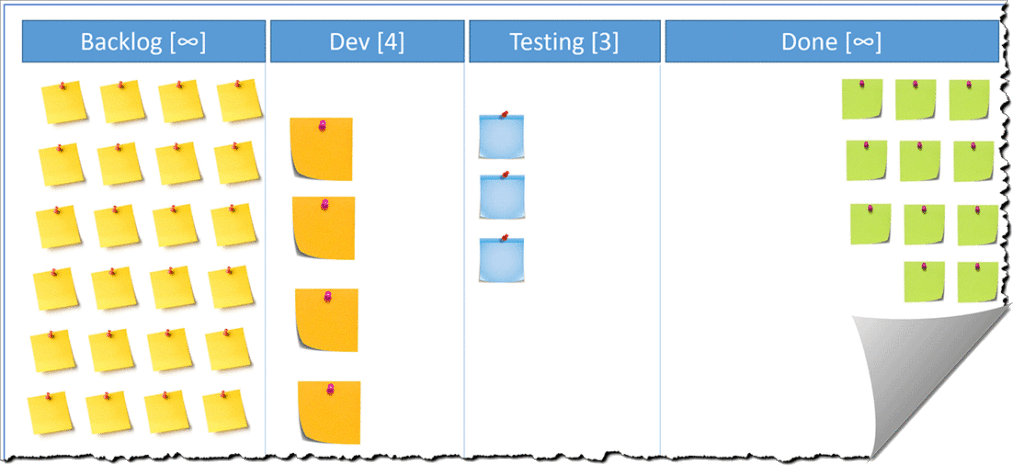 Backlog [∞]
Dev [4]
Testing [3]
Done [∞]